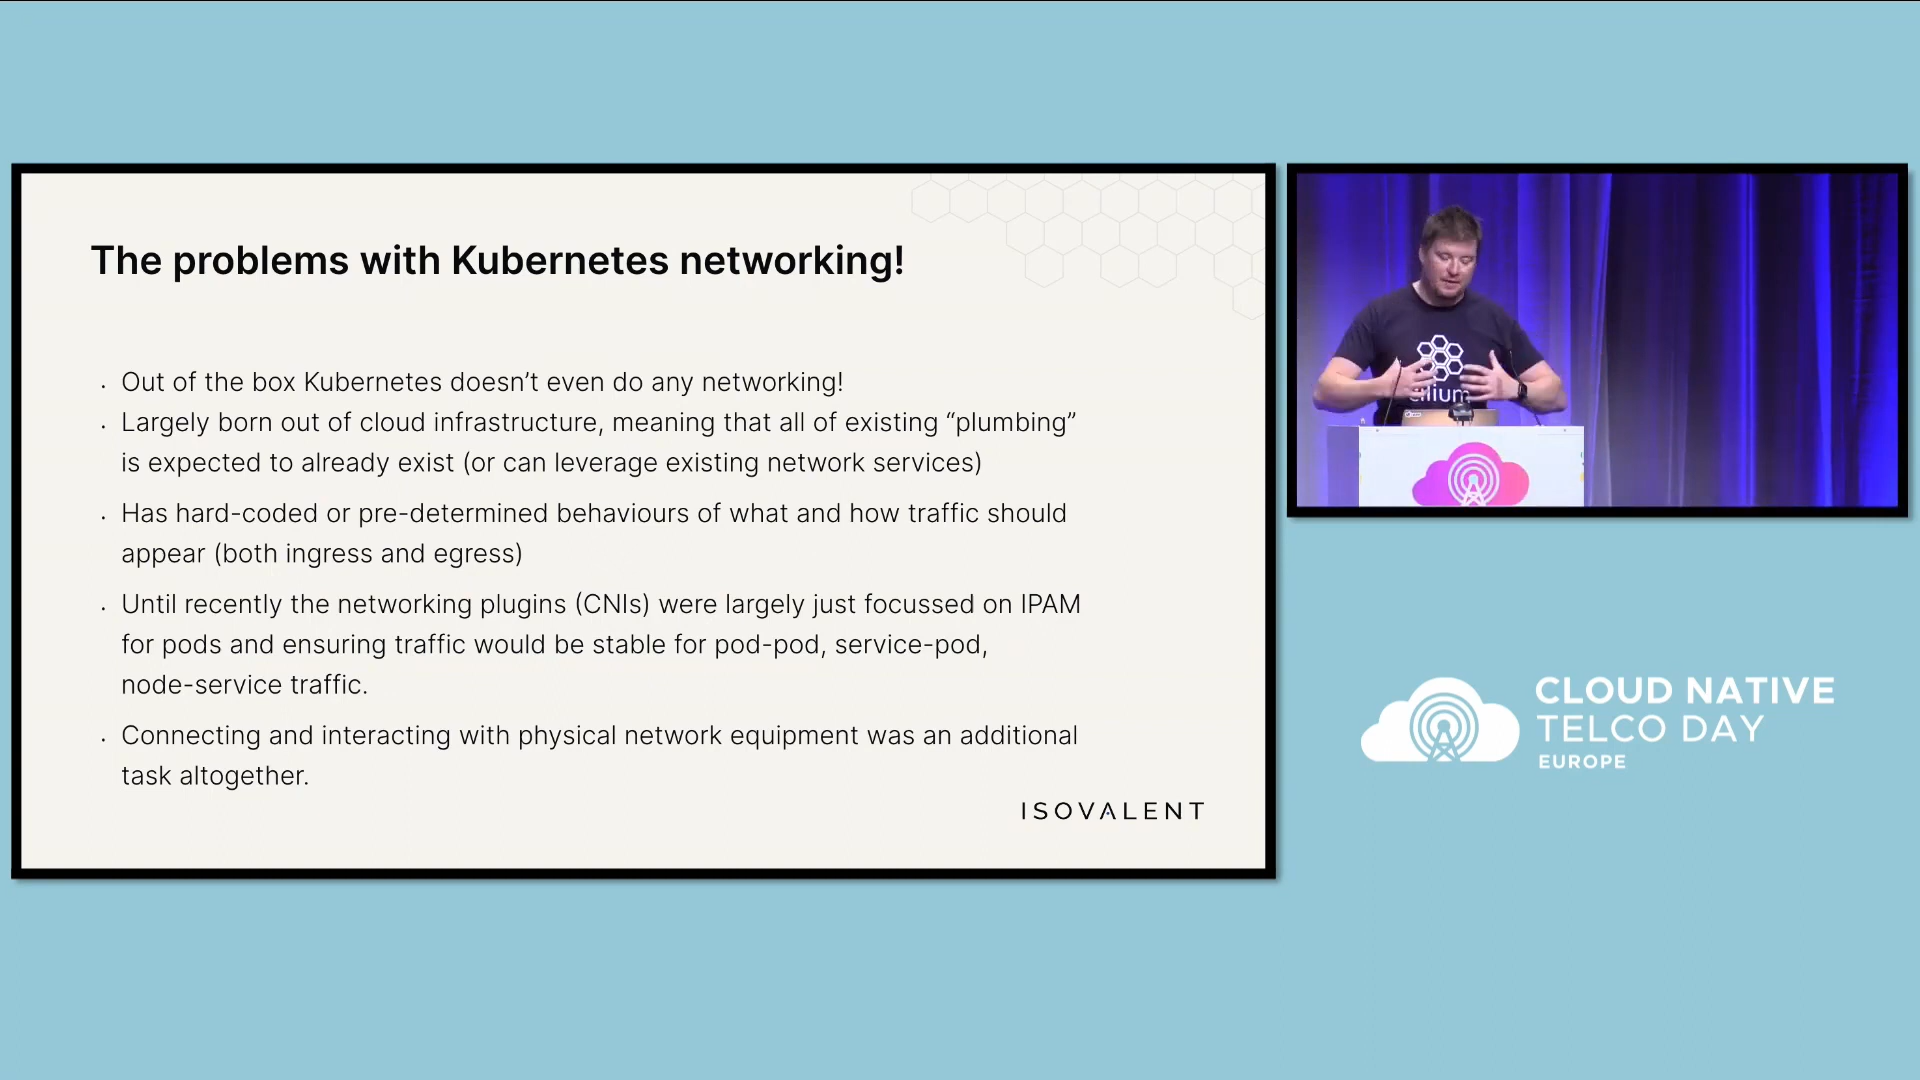 The problems with Kubernetes networking!
· Out of the box Kubernetes doesn’t even do any networking!
· Largely born out of cloud infrastructure, meaning that all of existing “plumbing”
is expected to already exist (or can leverage existing network services)
· Has hard-coded or pre-determined behaviours of what and how traffic should
appear (both ingress and egress)
· Until recently the networking plugins (CNIs) were largely just focussed on IPAM
for pods and ensuring traffic would be stable for pod-pod, service-pod,
node-service traffic.
· Connecting and interacting with physical network equipment was an additional
task altogether.
ISOVALENT
CLOUD NATIVE
TELCO DAY
EUROPE